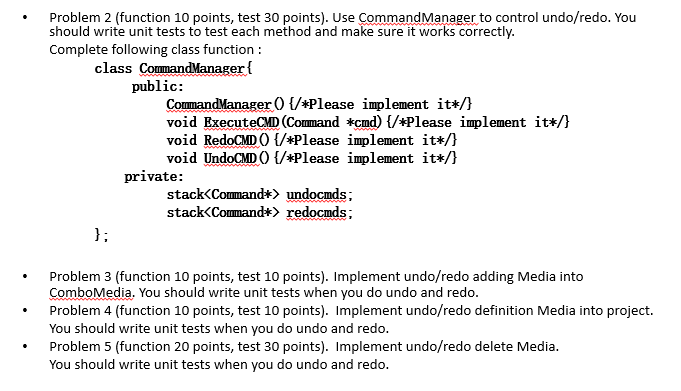 • Problem 2 (function 10 points, test 30 points). Use CommandManager to control undo/redo. You
should write unit tests to test each method and make sure it works correctly.
Complete following class function :
class CommandManager{
public:
CommandManager() {/*Please implement it*/}
void ExecuteCMD(Command *cmd) {/*Please implement it*/}
void RedoCMD() {/*Please implement it*/}
void UndoCMD() {/*Please implement it*/}
private:
stack<Command*> undocmds;
stack<Command*> redocmds;
};
• Problem 3 (function 10 points, test 10 points). Implement undo/redo adding Media into
ComboMedia. You should write unit tests when you do undo and redo.
• Problem 4 (function 10 points, test 10 points). Implement undo/redo definition Media into project.
You should write unit tests when you do undo and redo.
• Problem 5 (function 20 points, test 30 points). Implement undo/redo delete Media.
You should write unit tests when you do undo and redo.